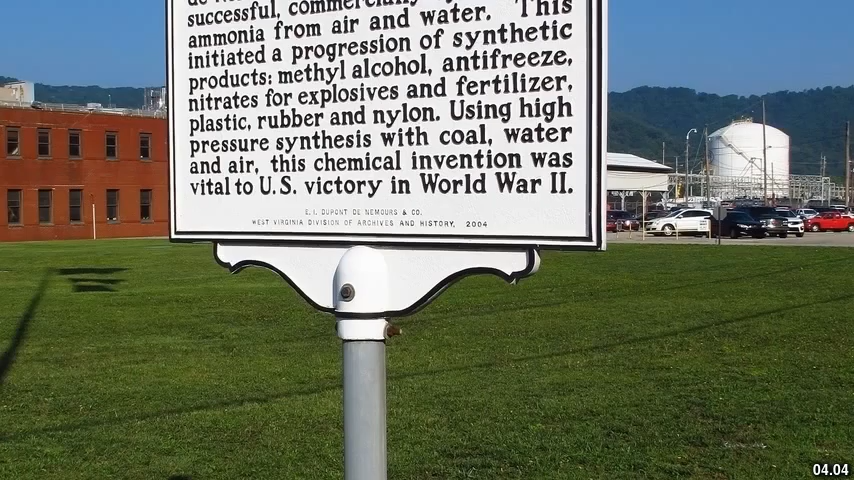 successful, commercially
ammonia from air and water. This
initiated a progression of synthetic
products: methyl alcohol, antifreeze,
nitrates for explosives and fertilizer,
plastic, rubber and nylon. Using high
pressure synthesis with coal, water
and air, this chemical invention was
vital to U.S. victory in World War II.
E. I. DUPONT DE NEMOURS & CO.
WEST VIRGINIA DIVISION OF ARCHIVES AND HISTORY, 2004
04.04